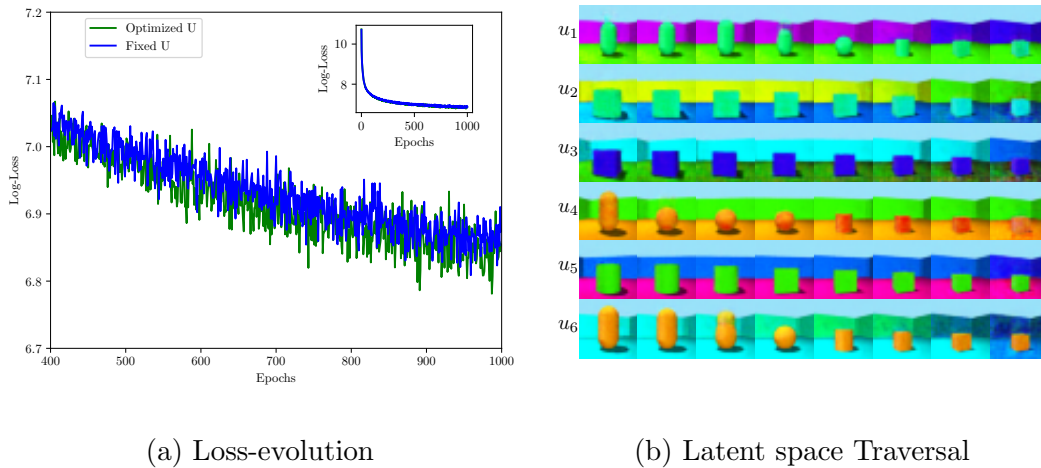 7.2
7.1
7.0
6.9
6.8
6.7
400
500
600
700
800
900
1000
Epochs
Log-Loss
Optimized U
Fixed U
10
8
0
500
1000
Epochs
Log-Loss
(a) Loss-evolution
u1
u2
u3
u4
u5
u6
(b) Latent space Traversal